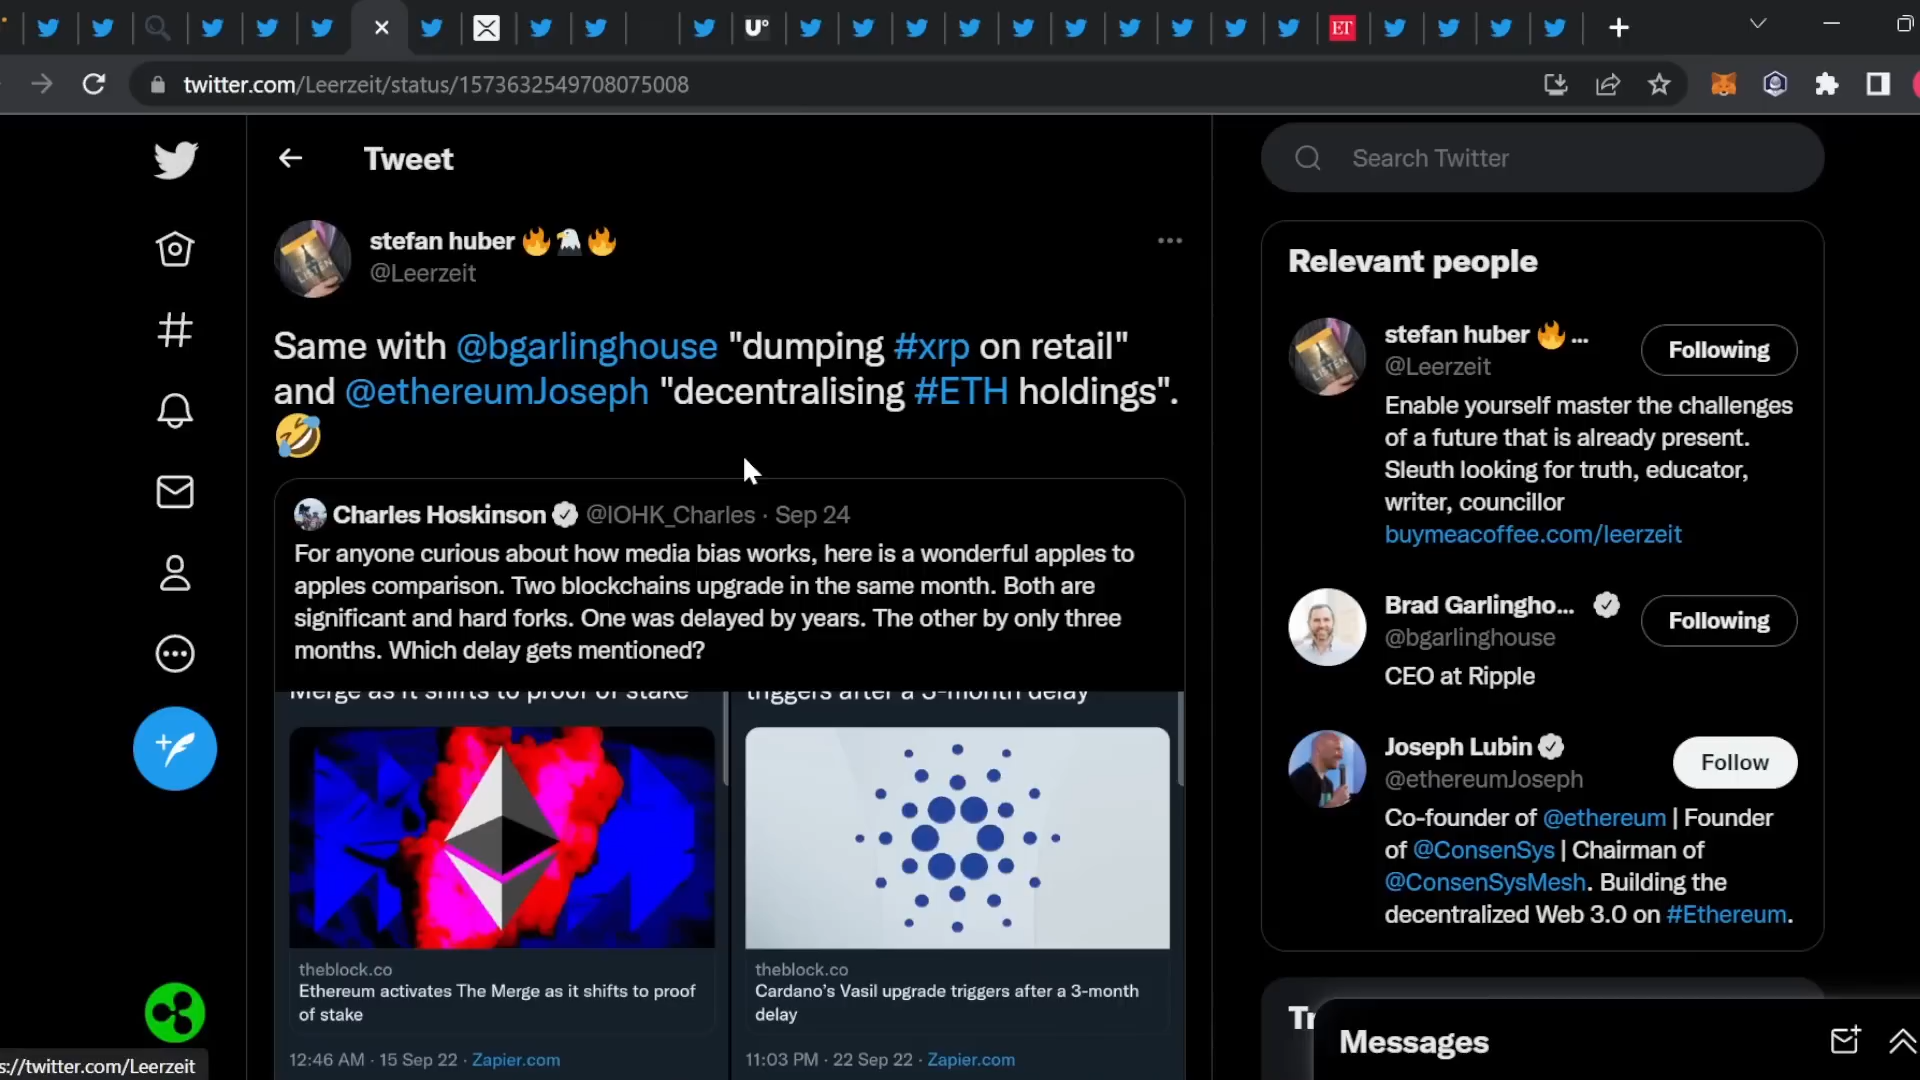 U°
ET
twitter.com/Leerzeit/status/1573632549708075008
Tweet
Search Twitter
stefan huber 🔥🦅🔥
@Leerzeit
Same with @bgarlinghouse "dumping #xrp on retail"
and @ethereumJoseph "decentralising #ETH holdings".
🤣
Charles Hoskinson @IOHK_Charles · Sep 24
For anyone curious about how media bias works, here is a wonderful apples to
apples comparison. Two blockchains upgrade in the same month. Both are
significant and hard forks. One was delayed by years. The other by only three
months. Which delay gets mentioned?
Merge as it shifts to proof of stake
triggers after a 3-month delay
theblock.co
Ethereum activates The Merge as it shifts to proof
of stake
12:46 AM · 15 Sep 22 · Zapier.com
theblock.co
Cardano's Vasil upgrade triggers after a 3-month
delay
11:03 PM · 22 Sep 22 · Zapier.com
Relevant people
stefan huber 🔥 ...
@Leerzeit
Following
Enable yourself master the challenges
of a future that is already present.
Sleuth looking for truth, educator,
writer, councillor
buymeacoffee.com/leerzeit
Brad Garlingho...
@bgarlinghouse
Following
CEO at Ripple
Joseph Lubin
@ethereumJoseph
Follow
Co-founder of @ethereum | Founder
of @ConsenSys | Chairman of
@ConsenSysMesh. Building the
decentralized Web 3.0 on #Ethereum.
Tr
Messages
s://twitter.com/Leerzeit